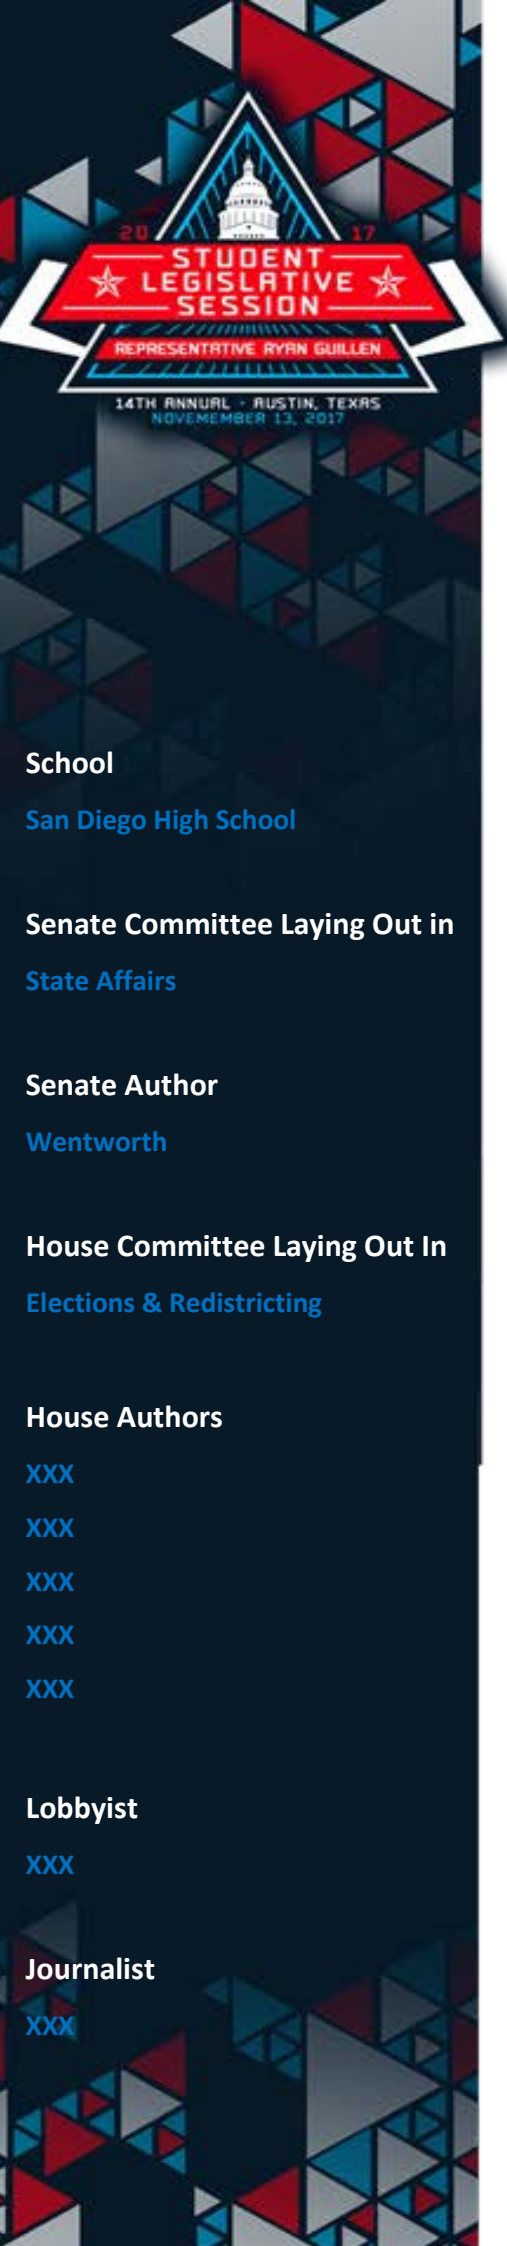 20 17
STUDENT
LEGISLATIVE
SESSION
REPRESENTATIVE RYAN GUILLEN
14TH ANNUAL - AUSTIN, TEXAS
NOVEMEMBER 13, 2017
School
San Diego High School
Senate Committee Laying Out in
State Affairs
Senate Author
Wentworth
House Committee Laying Out In
Elections & Redistricting
House Authors
XXX
XXX
XXX
XXX
XXX
Lobbyist
XXX
Journalist
XXX